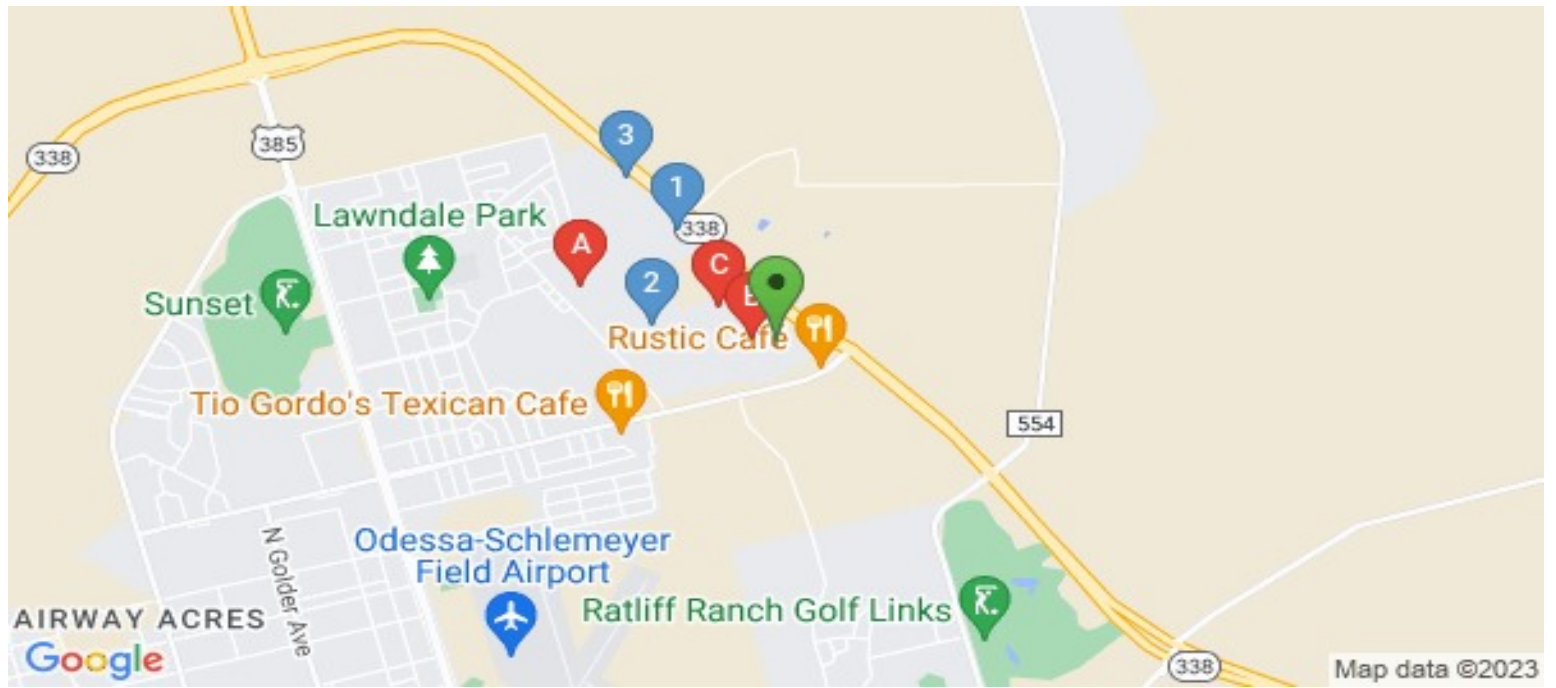 338
385
3
1
338
Lawndale Park
A
C
2
B
Sunset
Rustic Cafe
Tio Gordo's Texican Cafe
554
N Golder Ave
Odessa-Schlemeyer
Field Airport
Ratliff Ranch Golf Links
AIRWAY ACRES
Google
338
Map data ©2023